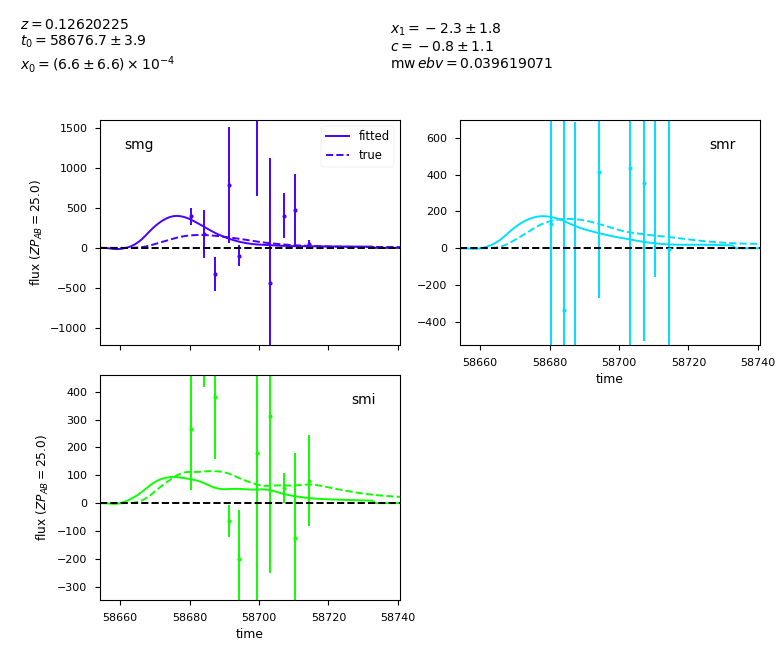 z = 0.12620225
t₀ = 58676.7 ± 3.9
x₀ = (6.6 ± 6.6) × 10⁻⁴
x₁ = −2.3 ± 1.8
c = −0.8 ± 1.1
mw ebv = 0.039619071
1500
1000
500
0
−500
−1000
flux (ZP_AB = 25.0)
smg
fitted
true
600
400
200
0
−200
−400
smr
58660
58680
58700
58720
58740
time
400
300
200
100
0
−100
−200
−300
flux (ZP_AB = 25.0)
smi
58660
58680
58700
58720
58740
time